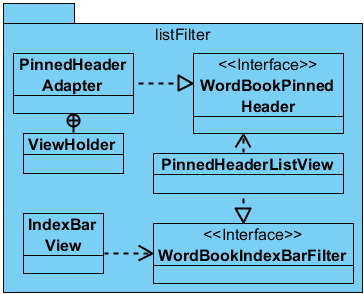 listFilter
PinnedHeader
Adapter
<<Interface>>
WordBookPinned
Header
ViewHolder
PinnedHeaderListView
IndexBar
View
<<Interface>>
WordBookIndexBarFilter